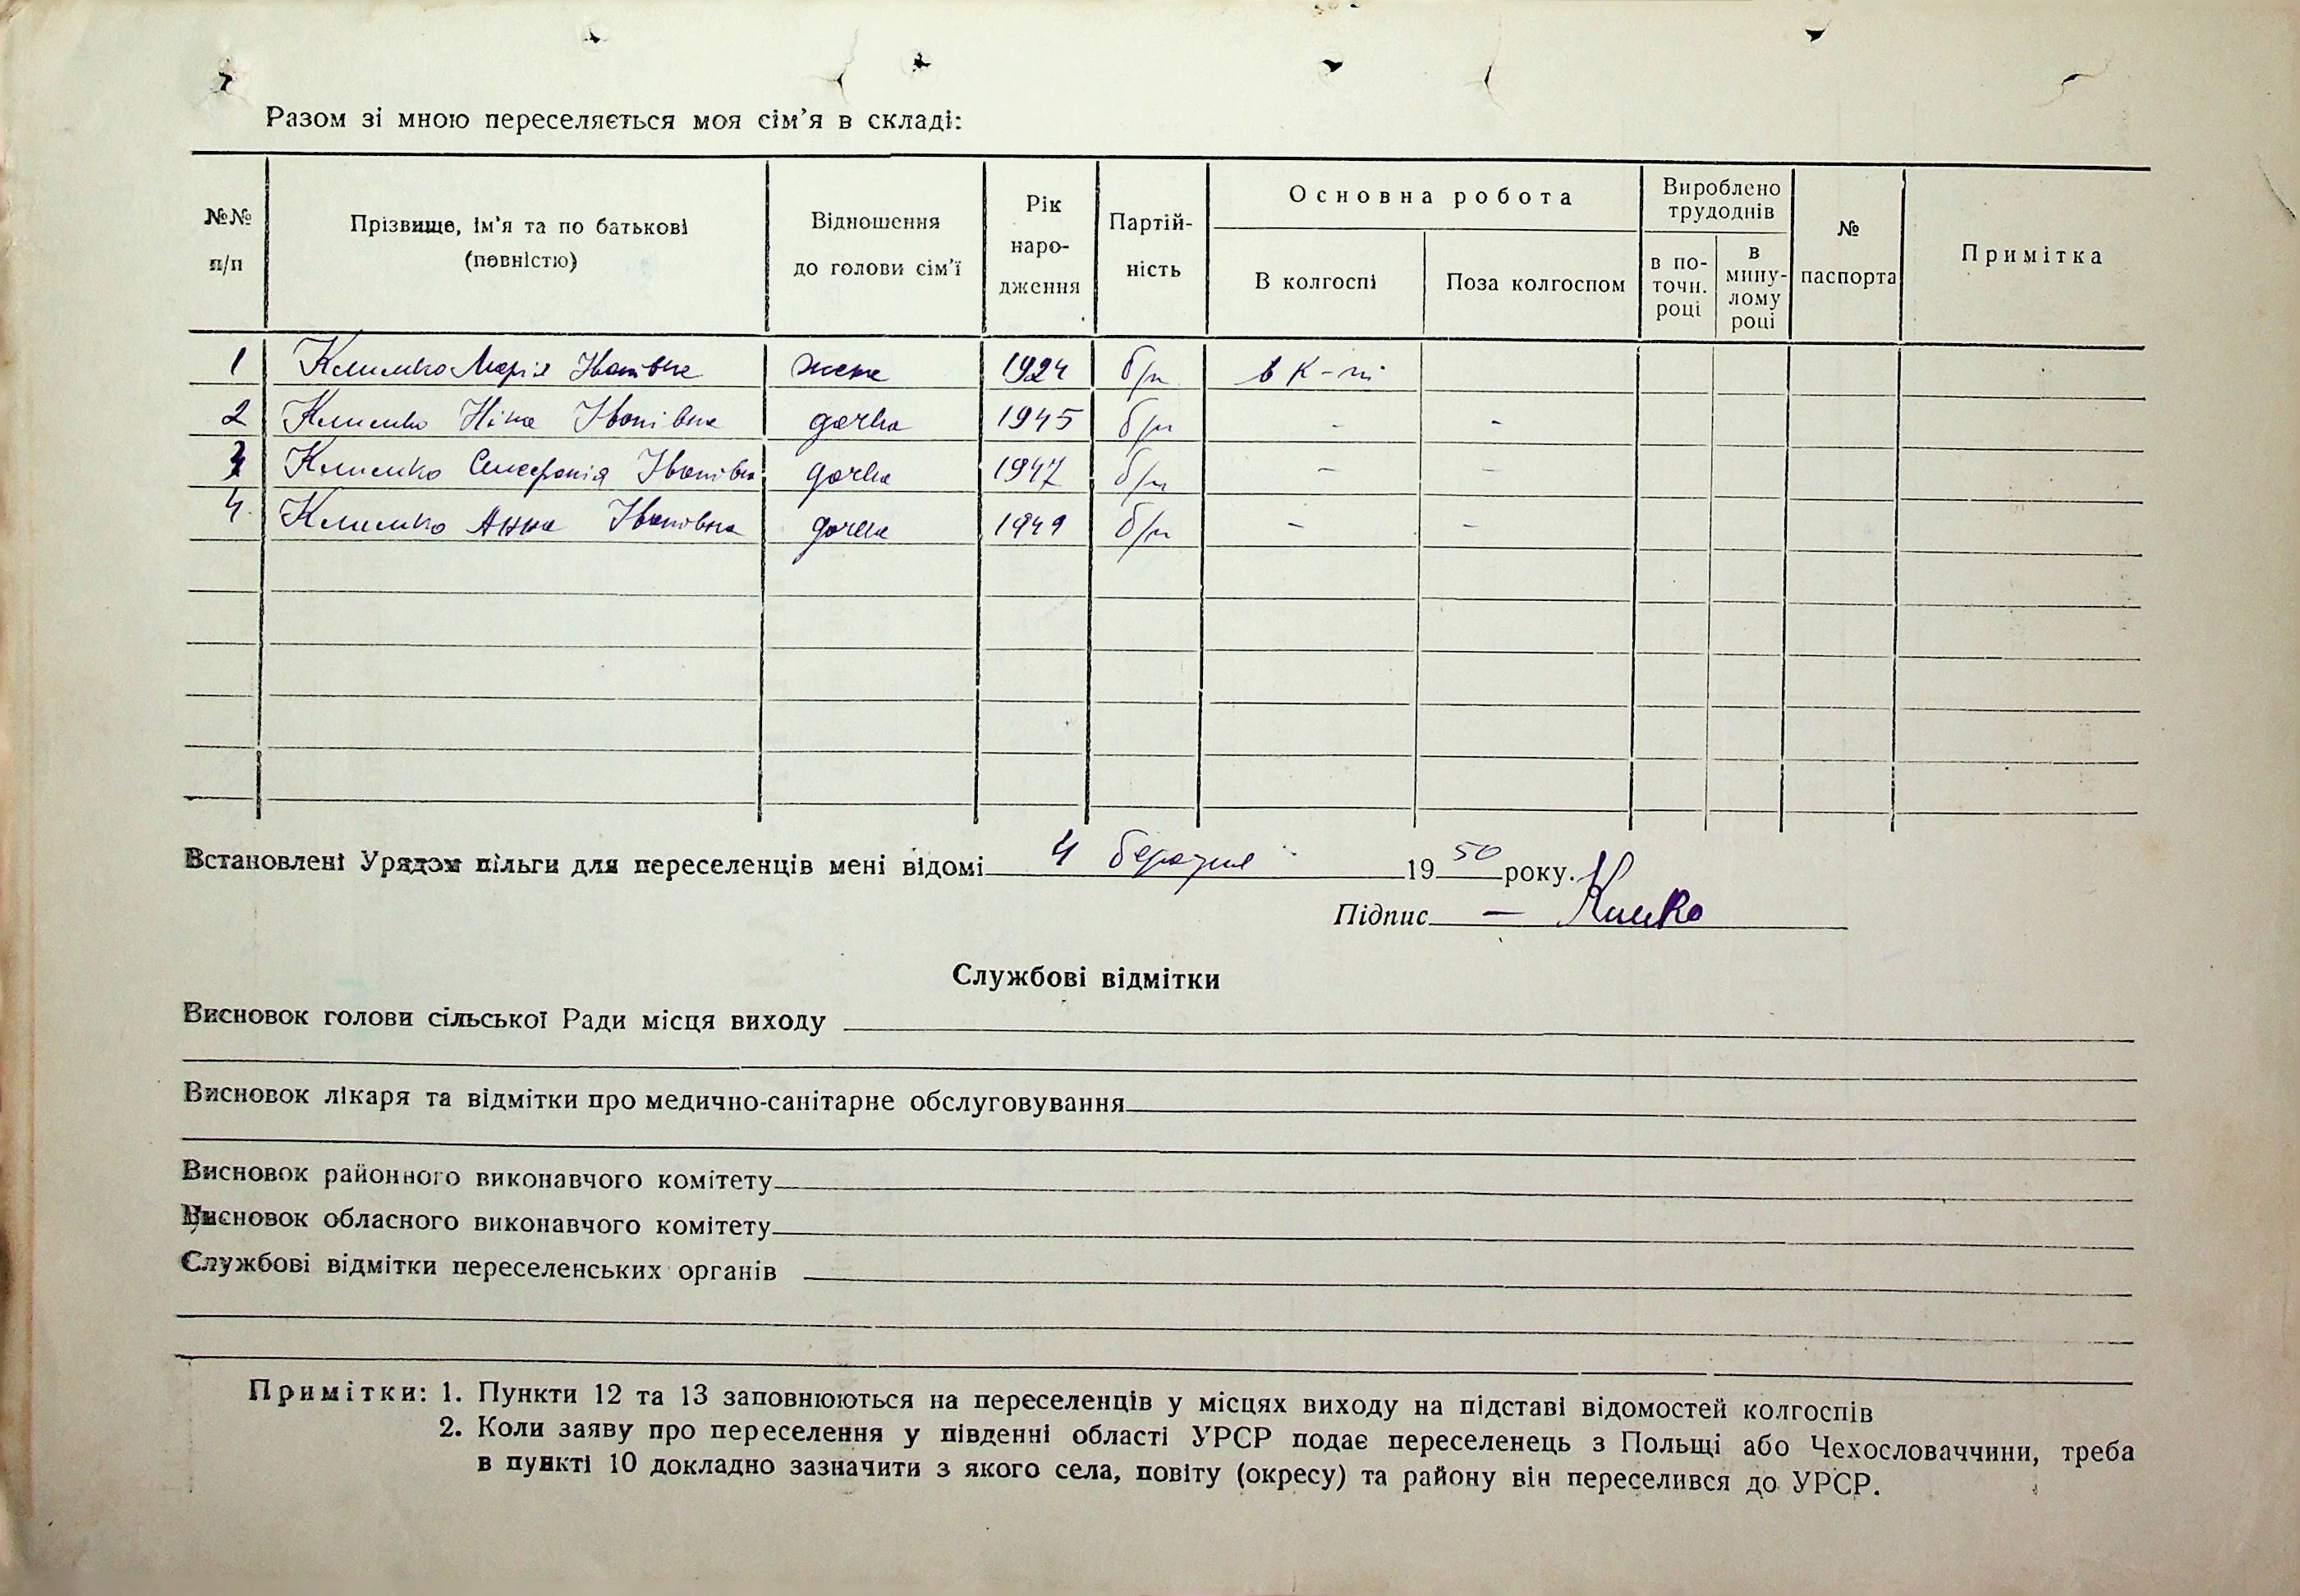 Разом зі мною переселяється моя сім'я в складі:
№№ п/п | Прізвище, ім'я та по батькові (повністю) | Відношення до голови сім'ї | Рік народження | Партійність | Основна робота | Вироблено трудоднів | № паспорта | Примітка
В колгоспі | Поза колгоспом | в поточн. році | в минулому році
1 Климко Марія Іванівна жена 1924 б/п в к-пі
2 Климко Ніна Іванівна дочка 1945 б/п - -
3 Климко Іванівна дочка 1947 б/п - -
4. Климко Анна Іванівна дочка 1949 б/п - -
Встановлені Урядом пільги для переселенців мені відомі 4 березня 1950 року.
Підпис —
Службові відмітки
Висновок голови сільської Ради місця виходу
Висновок лікаря та відмітки про медично-санітарне обслуговування
Висновок районного виконавчого комітету
Висновок обласного виконавчого комітету
Службові відмітки переселенських органів
Примітки: 1. Пункти 12 та 13 заповнюються на переселенців у місцях виходу на підставі відомостей колгоспів
2. Коли заяву про переселення у південні області УРСР подає переселенець з Польщі або Чехословаччини, треба
в пункті 10 докладно зазначити з якого села, повіту (окресу) та району він переселився до УРСР.